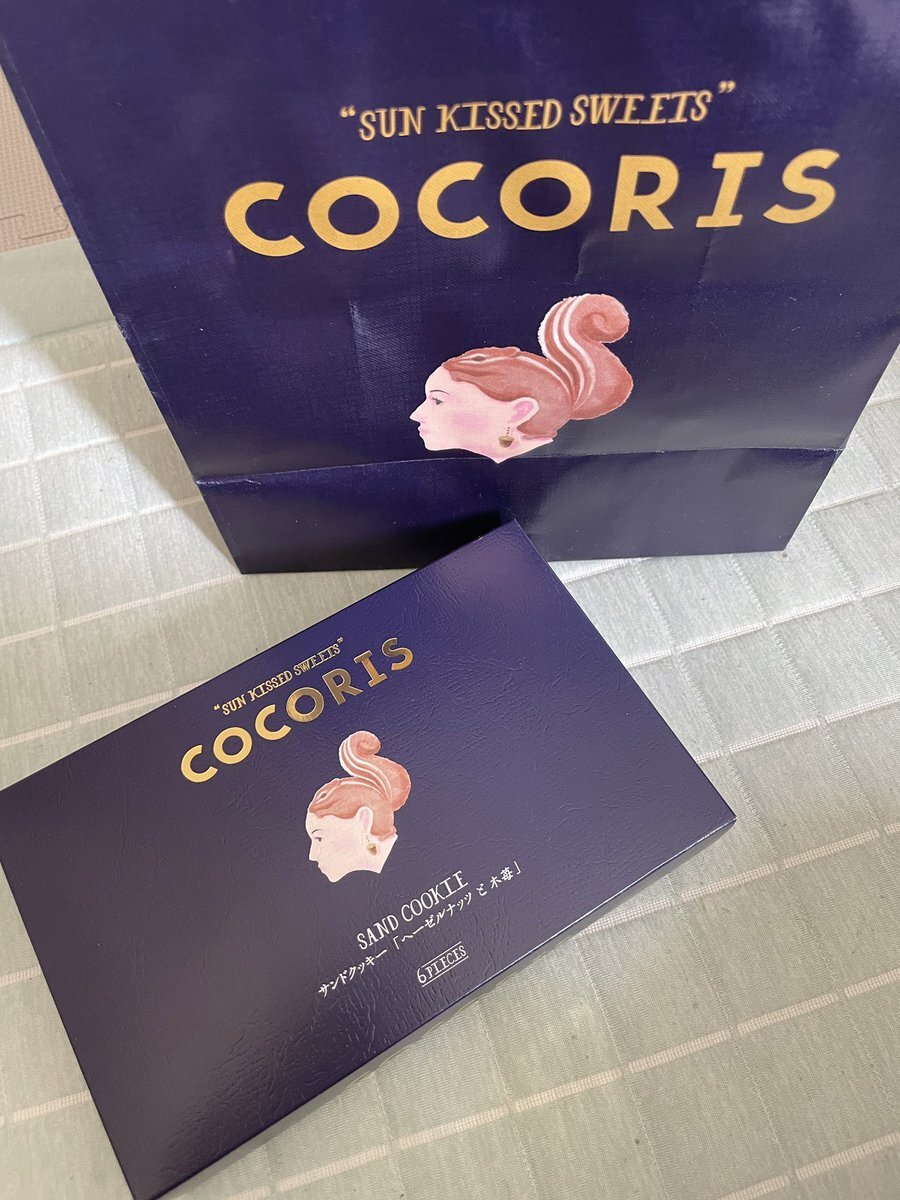 “SUN KISSED SWEETS”
COCORIS
“SUN KISSED SWEETS”
COCORIS
SAND COOKIE
サンドクッキー「ヘーゼルナッツと木苺」
6 PIECES